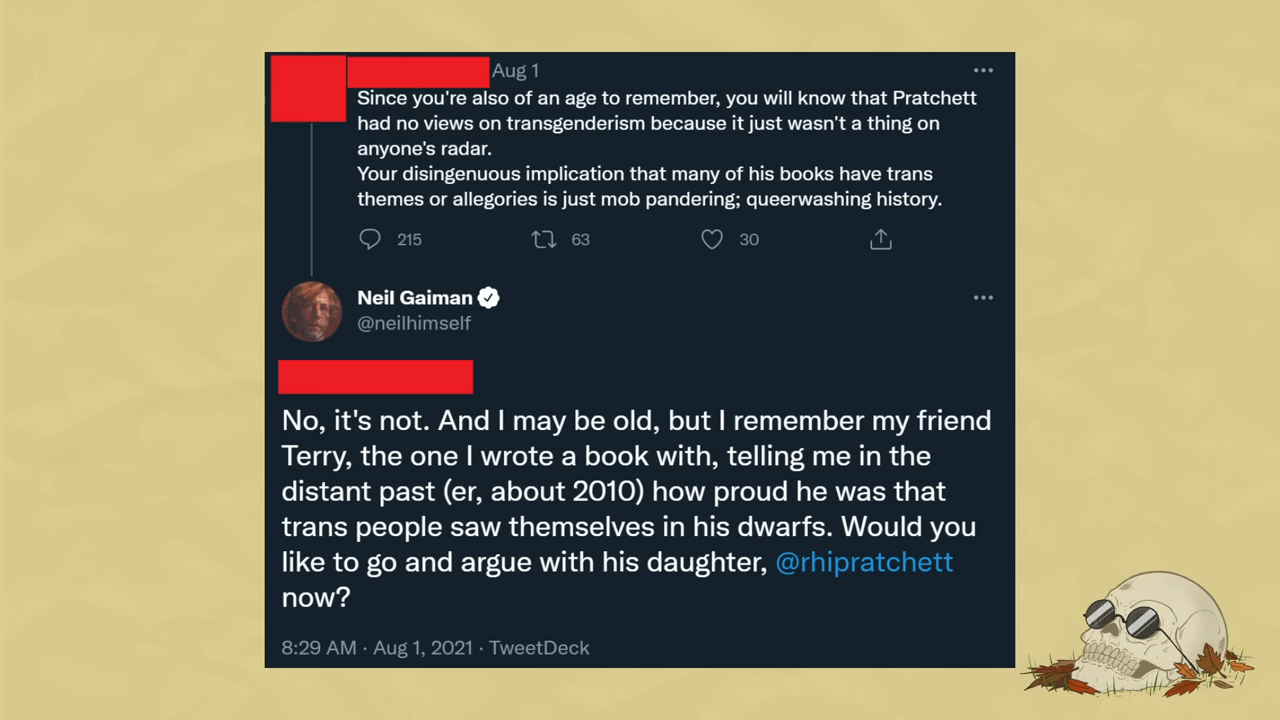 Aug 1
Since you're also of an age to remember, you will know that Pratchett
had no views on transgenderism because it just wasn't a thing on
anyone's radar.
Your disingenuous implication that many of his books have trans
themes or allegories is just mob pandering; queerwashing history.
215 63 30
Neil Gaiman
@neilhimself
No, it's not. And I may be old, but I remember my friend
Terry, the one I wrote a book with, telling me in the
distant past (er, about 2010) how proud he was that
trans people saw themselves in his dwarfs. Would you
like to go and argue with his daughter, @rhipratchett
now?
8:29 AM · Aug 1, 2021 · TweetDeck